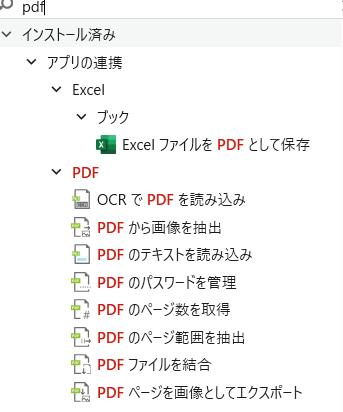 pdf
インストール済み
アプリの連携
Excel
ブック
Excel ファイルを PDF として保存
PDF
OCR で PDF を読み込み
PDF から画像を抽出
PDF のテキストを読み込み
PDF のパスワードを管理
PDF のページ数を取得
PDF のページ範囲を抽出
PDF ファイルを結合
PDF ページを画像としてエクスポート